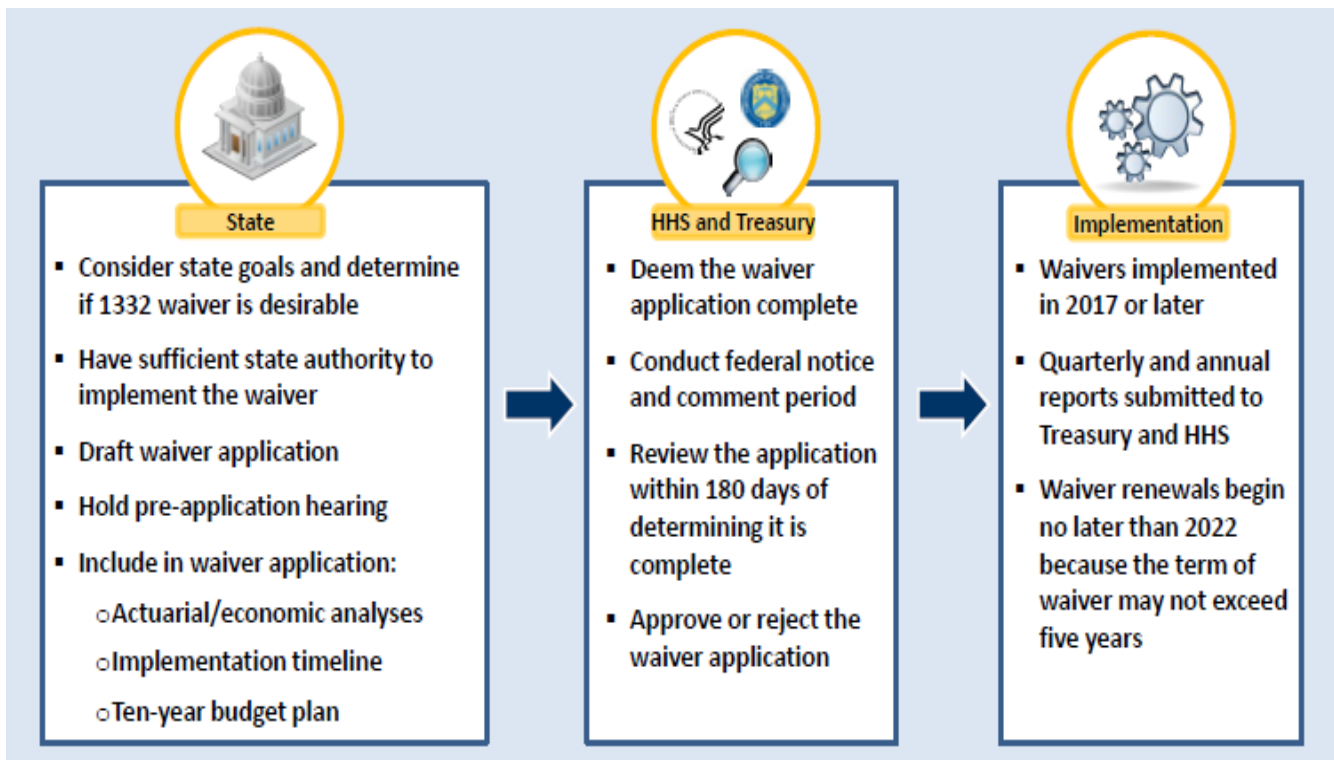 State
▪ Consider state goals and determine
if 1332 waiver is desirable
▪ Have sufficient state authority to
implement the waiver
▪ Draft waiver application
▪ Hold pre-application hearing
▪ Include in waiver application:
o Actuarial/economic analyses
o Implementation timeline
o Ten-year budget plan
HHS and Treasury
▪ Deem the waiver
application complete
▪ Conduct federal notice
and comment period
▪ Review the application
within 180 days of
determining it is
complete
▪ Approve or reject the
waiver application
Implementation
▪ Waivers implemented
in 2017 or later
▪ Quarterly and annual
reports submitted to
Treasury and HHS
▪ Waiver renewals begin
no later than 2022
because the term of
waiver may not exceed
five years